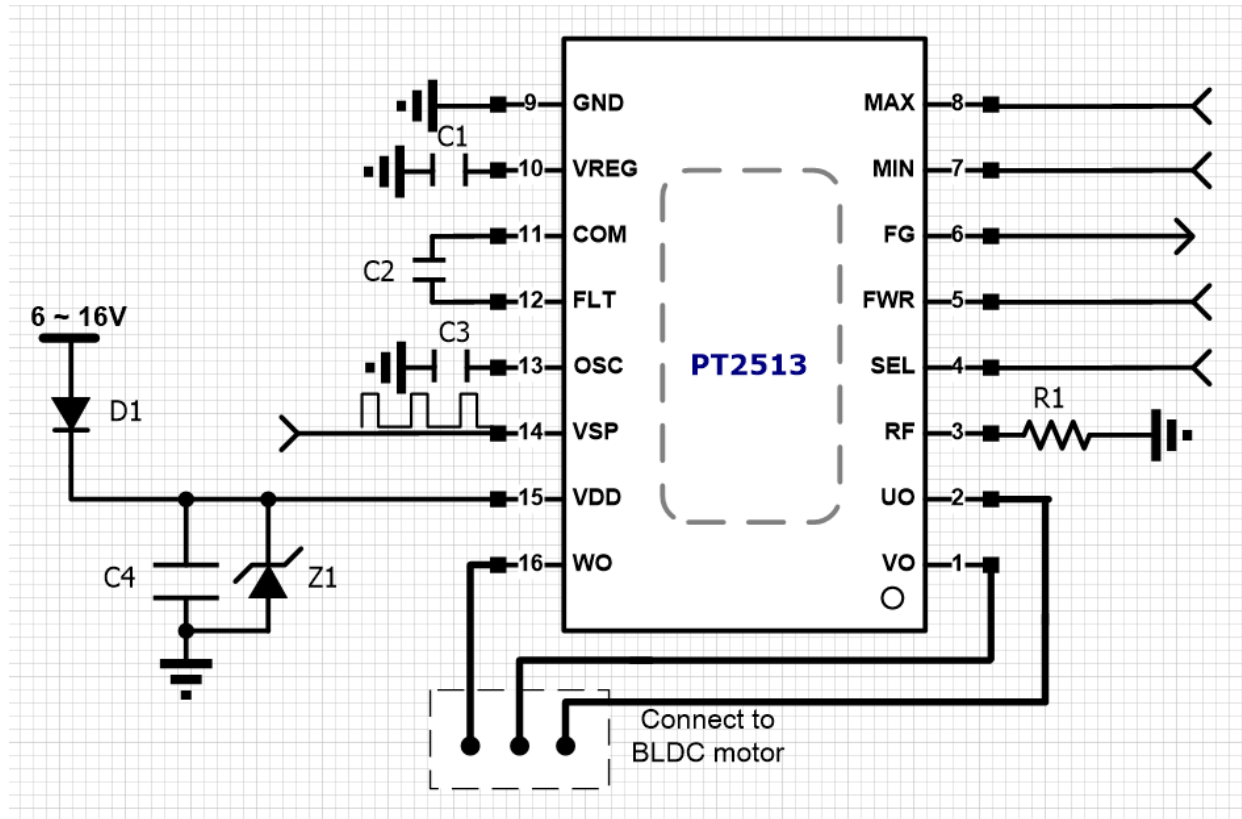 9 GND MAX 8
C1
10 VREG MIN 7
11 COM FG 6
C2
12 FLT FWR 5
6 ~ 16V
C3
13 OSC PT2513 SEL 4
D1
R1
14 VSP RF 3
15 VDD UO 2
C4 Z1
16 WO VO 1
Connect to
BLDC motor